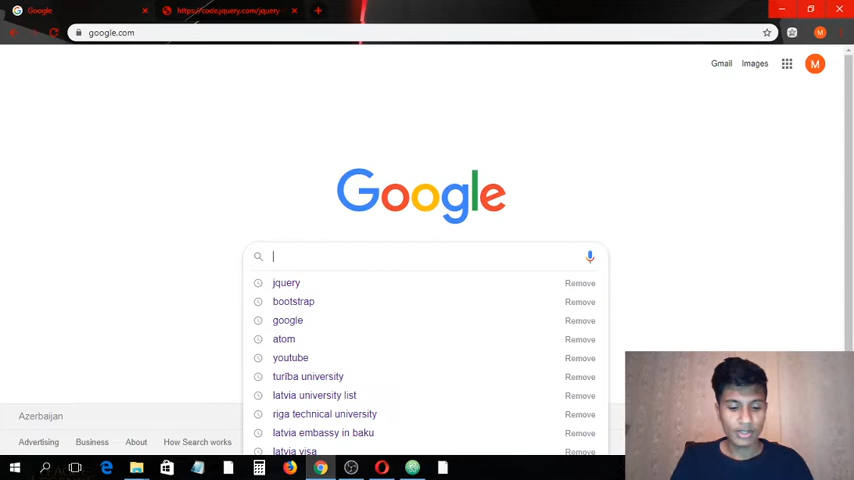 Google
https://code.jquery.com/jquery
google.com
Gmail
Images
M
M
Google
jquery
Remove
bootstrap
Remove
google
Remove
atom
Remove
youtube
Remove
turība university
Remove
latvia university list
Remove
riga technical university
Remove
latvia embassy in baku
Remove
latvia visa
Remove
Azerbaijan
Advertising
Business
About
How Search works